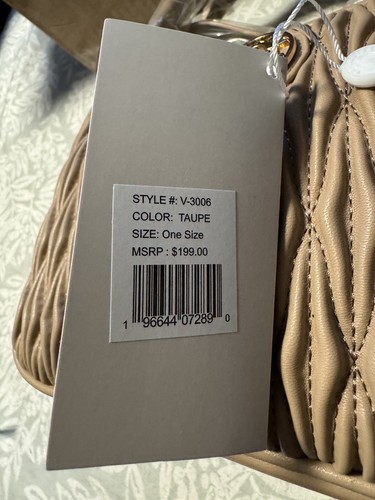 STYLE #: V-3006
COLOR: TAUPE
SIZE: One Size
MSRP : $199.00
1 96644 07289 0